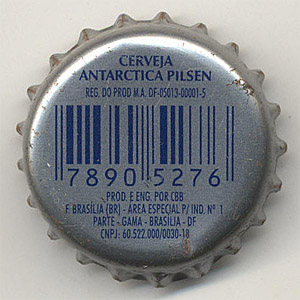 CERVEJA
ANTARCTICA PILSEN
REG. DO PROD M.A. DF-05013-00001-5
7890 5276
PROD. E ENG. POR CBB
F BRASÍLIA (BR) - ÁREA ESPECIAL P/ IND. Nº 1
PARTE - GAMA - BRASÍLIA - DF
CNPJ: 60.522.000/0030-18